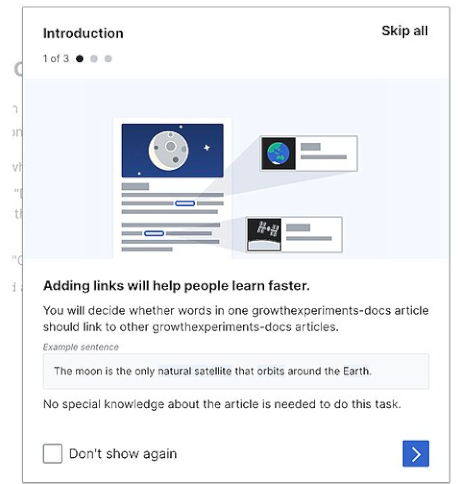 Introduction
Skip all
1 of 3
Adding links will help people learn faster.
You will decide whether words in one growthexperiments-docs article
should link to other growthexperiments-docs articles.
Example sentence
The moon is the only natural satellite that orbits around the Earth.
No special knowledge about the article is needed to do this task.
Don't show again